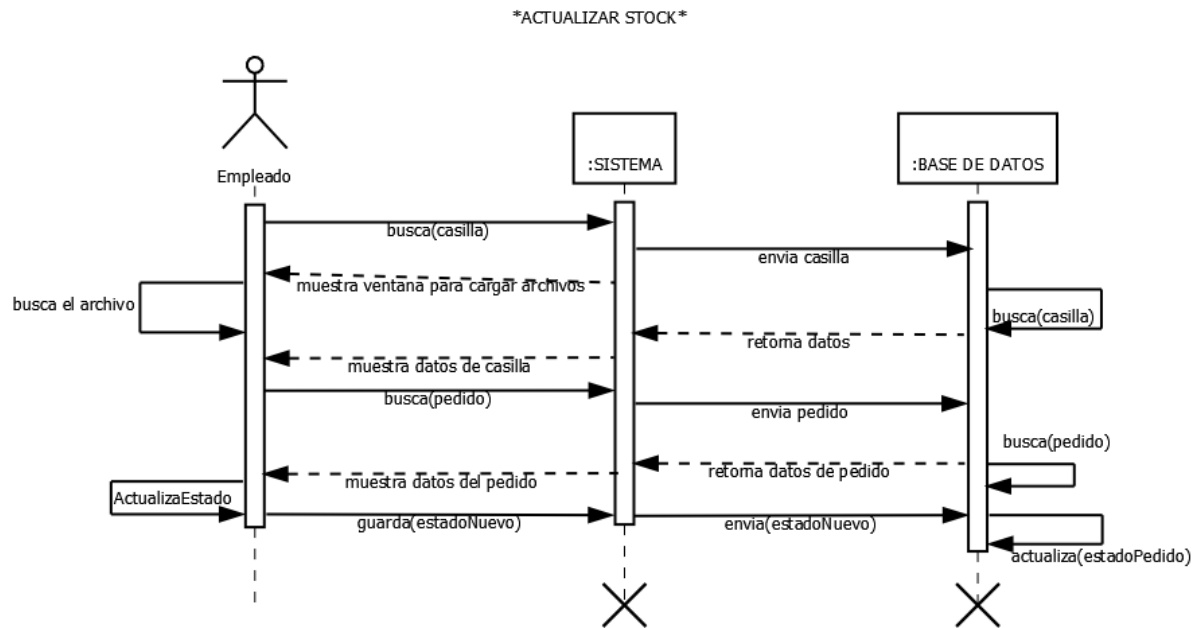 *ACTUALIZAR STOCK*
Empleado
:SISTEMA
:BASE DE DATOS
busca(casilla)
envia casilla
muestra ventana para cargar archivos
busca el archivo
busca(casilla)
retorna datos
muestra datos de casilla
busca(pedido)
envia pedido
busca(pedido)
retorna datos de pedido
muestra datos del pedido
ActualizaEstado
guarda(estadoNuevo)
envia(estadoNuevo)
actualiza(estadoPedido)